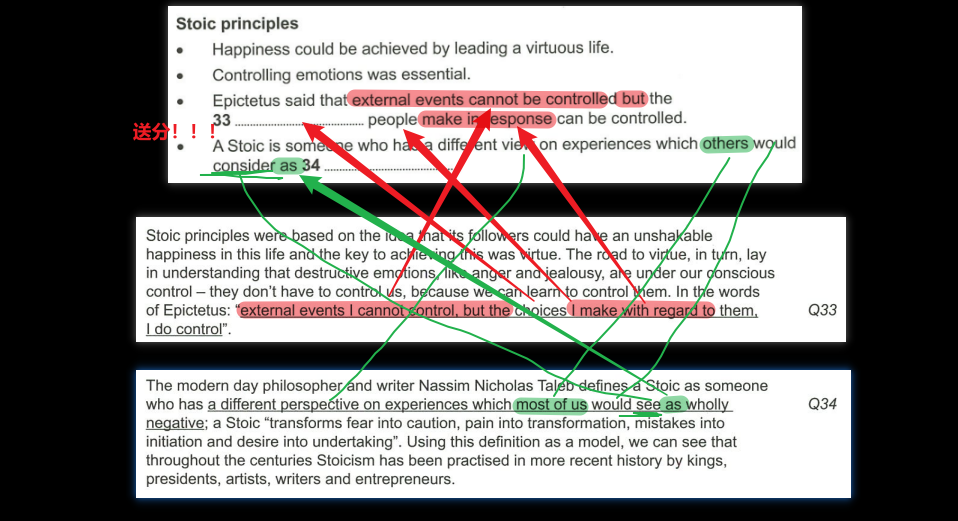 Stoic principles
• Happiness could be achieved by leading a virtuous life.
• Controlling emotions was essential.
• Epictetus said that external events cannot be controlled but the
33 .................................. people make in response can be controlled.
送分！！！
• A Stoic is someone who has a different view on experiences which others would
consider as 34 ..................................
Stoic principles were based on the idea that its followers could have an unshakable
happiness in this life and the key to achieving this was virtue. The road to virtue, in turn, lay
in understanding that destructive emotions, like anger and jealousy, are under our conscious
control – they don't have to control us, because we can learn to control them. In the words
of Epictetus: "external events I cannot control, but the choices I make with regard to them, Q33
I do control".
The modern day philosopher and writer Nassim Nicholas Taleb defines a Stoic as someone
who has a different perspective on experiences which most of us would see as wholly Q34
negative; a Stoic "transforms fear into caution, pain into transformation, mistakes into
initiation and desire into undertaking". Using this definition as a model, we can see that
throughout the centuries Stoicism has been practised in more recent history by kings,
presidents, artists, writers and entrepreneurs.